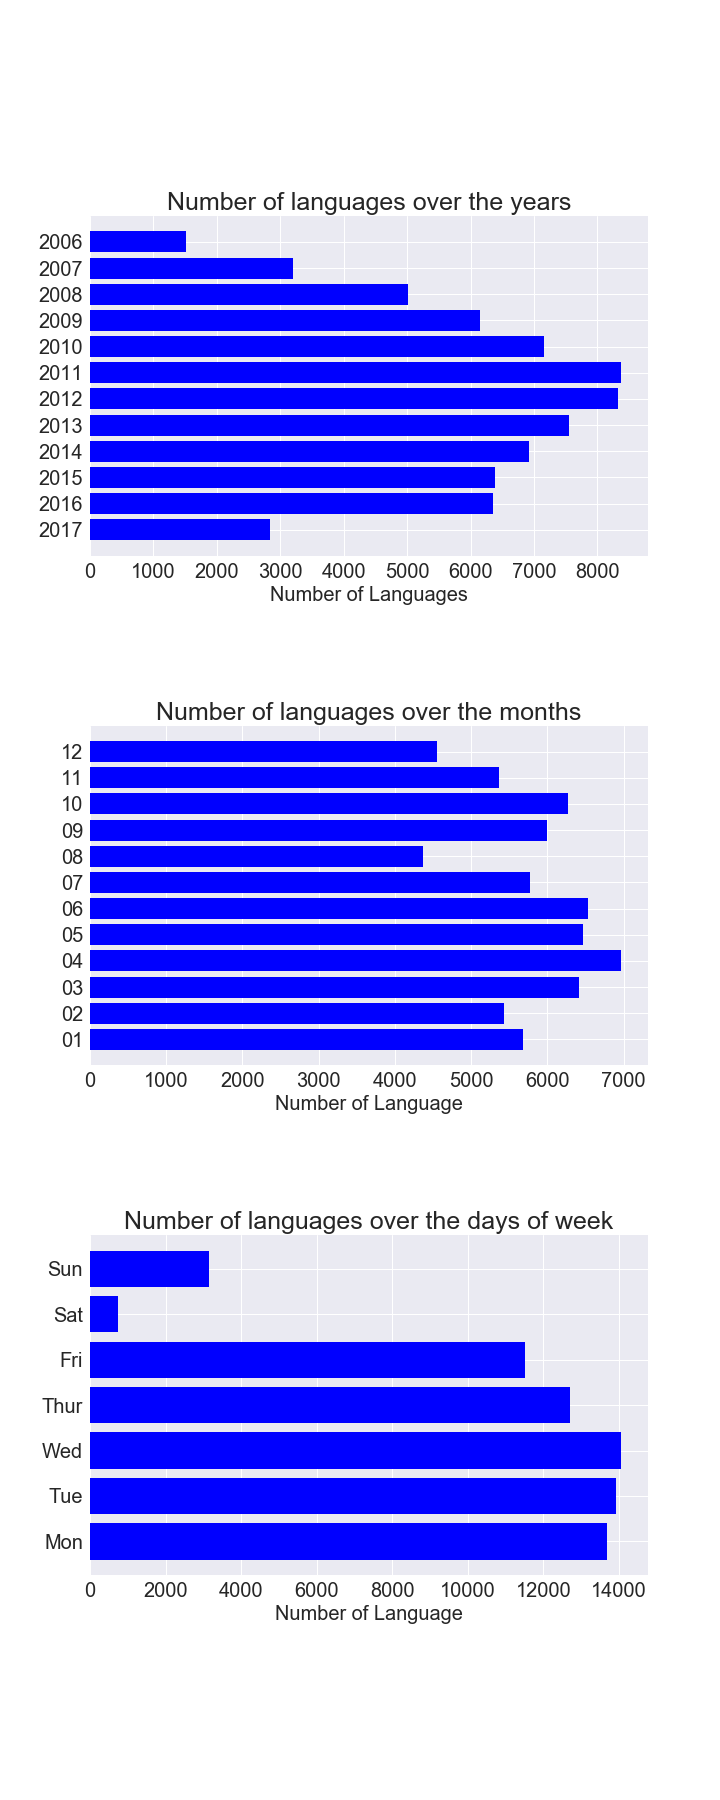 Number of languages over the years
2006
2007
2008
2009
2010
2011
2012
2013
2014
2015
2016
2017
0 1000 2000 3000 4000 5000 6000 7000 8000
Number of Languages
Number of languages over the months
12
11
10
09
08
07
06
05
04
03
02
01
0 1000 2000 3000 4000 5000 6000 7000
Number of Language
Number of languages over the days of week
Sun
Sat
Fri
Thur
Wed
Tue
Mon
0 2000 4000 6000 8000 10000 12000 14000
Number of Language